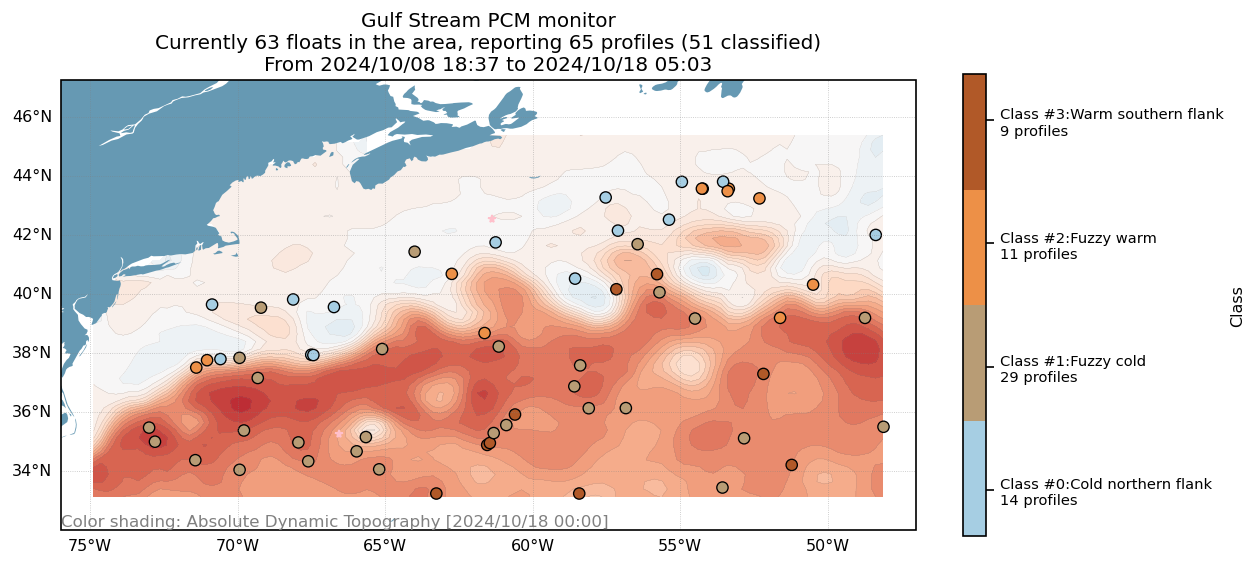 Gulf Stream PCM monitor
Currently 63 floats in the area, reporting 65 profiles (51 classified)
From 2024/10/08 18:37 to 2024/10/18 05:03
46°N
44°N
42°N
40°N
38°N
36°N
34°N
Color shading: Absolute Dynamic Topography [2024/10/18 00:00]
75°W
70°W
65°W
60°W
55°W
50°W
Class #3:Warm southern flank
9 profiles
Class #2:Fuzzy warm
11 profiles
Class #1:Fuzzy cold
29 profiles
Class #0:Cold northern flank
14 profiles
Class